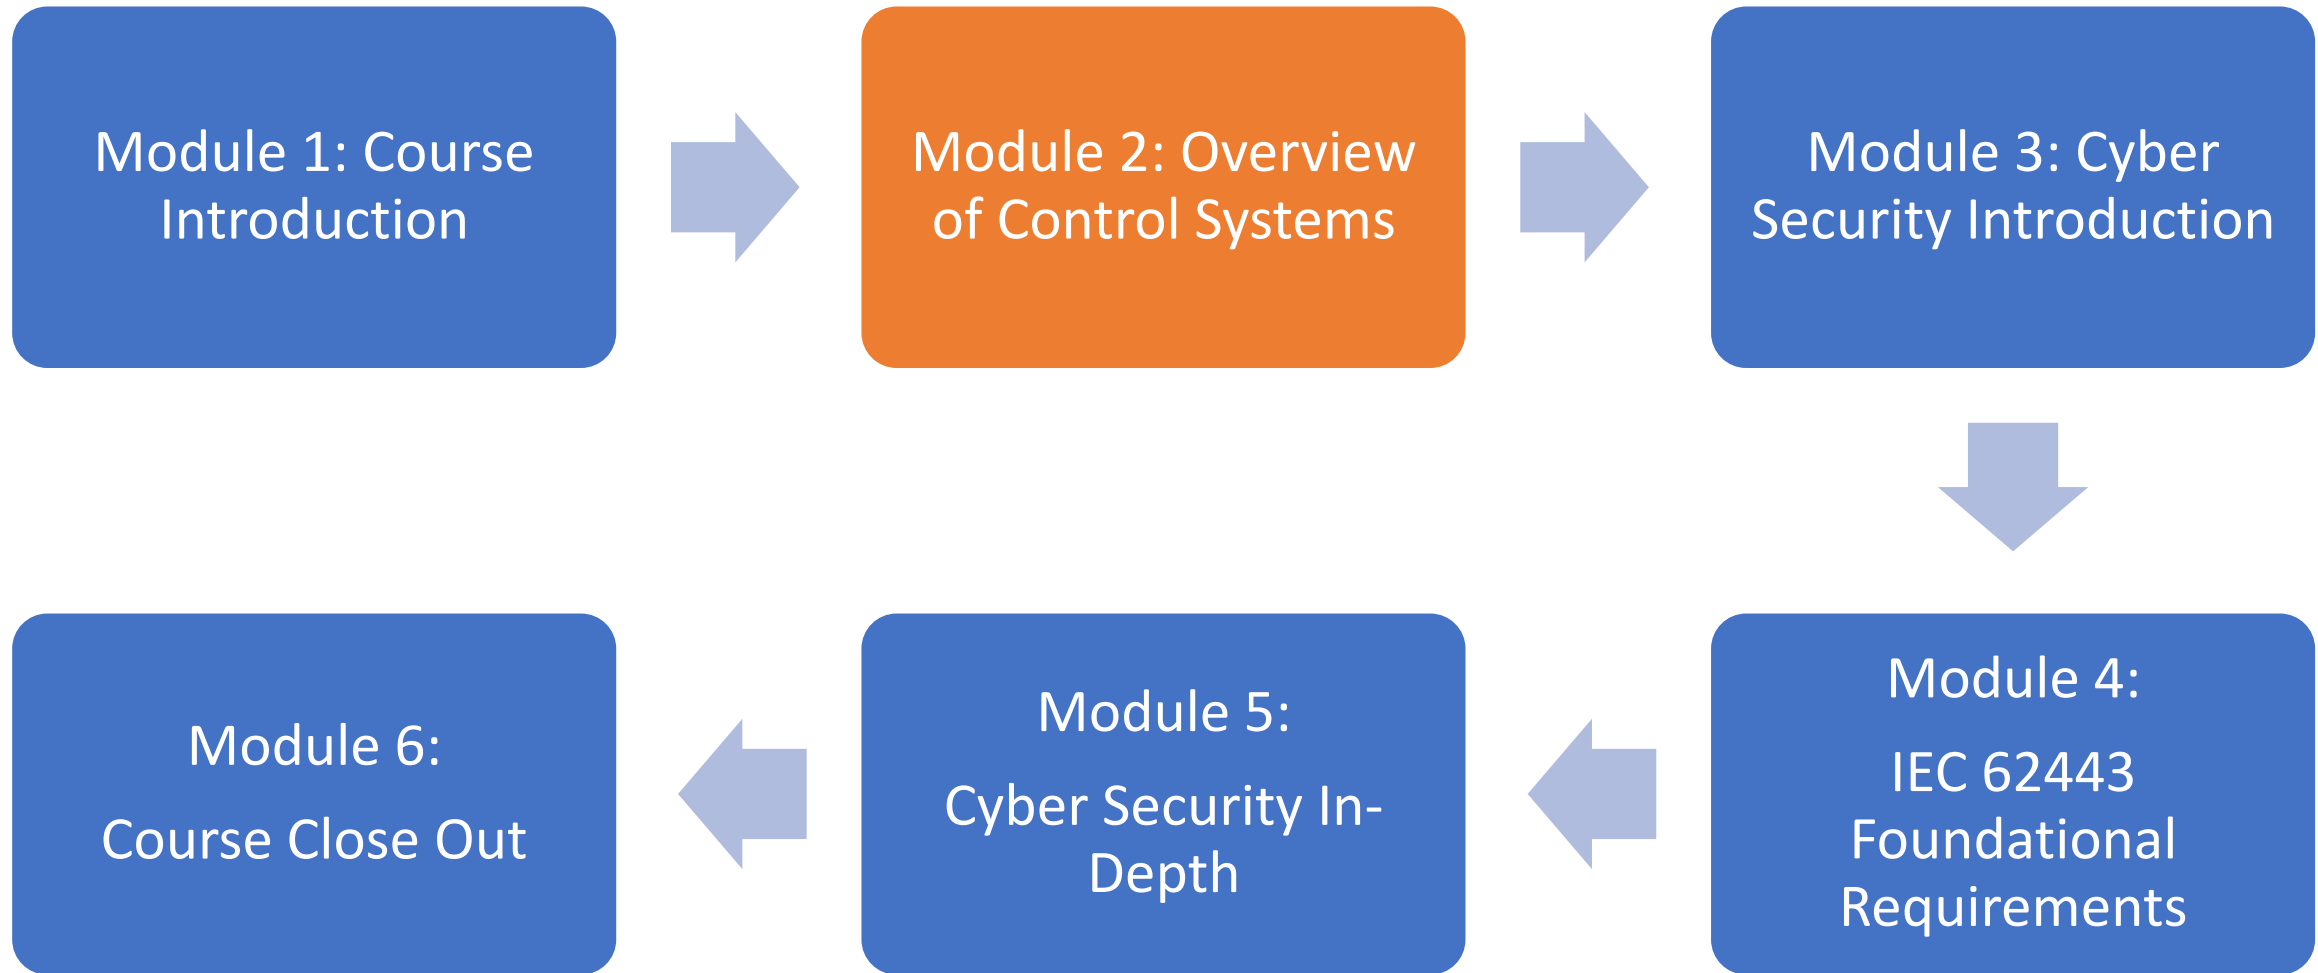 Module 1: Course
Introduction
Module 2: Overview
of Control Systems
Module 3: Cyber
Security Introduction
Module 4:
IEC 62443
Foundational
Requirements
Module 5:
Cyber Security In-
Depth
Module 6:
Course Close Out